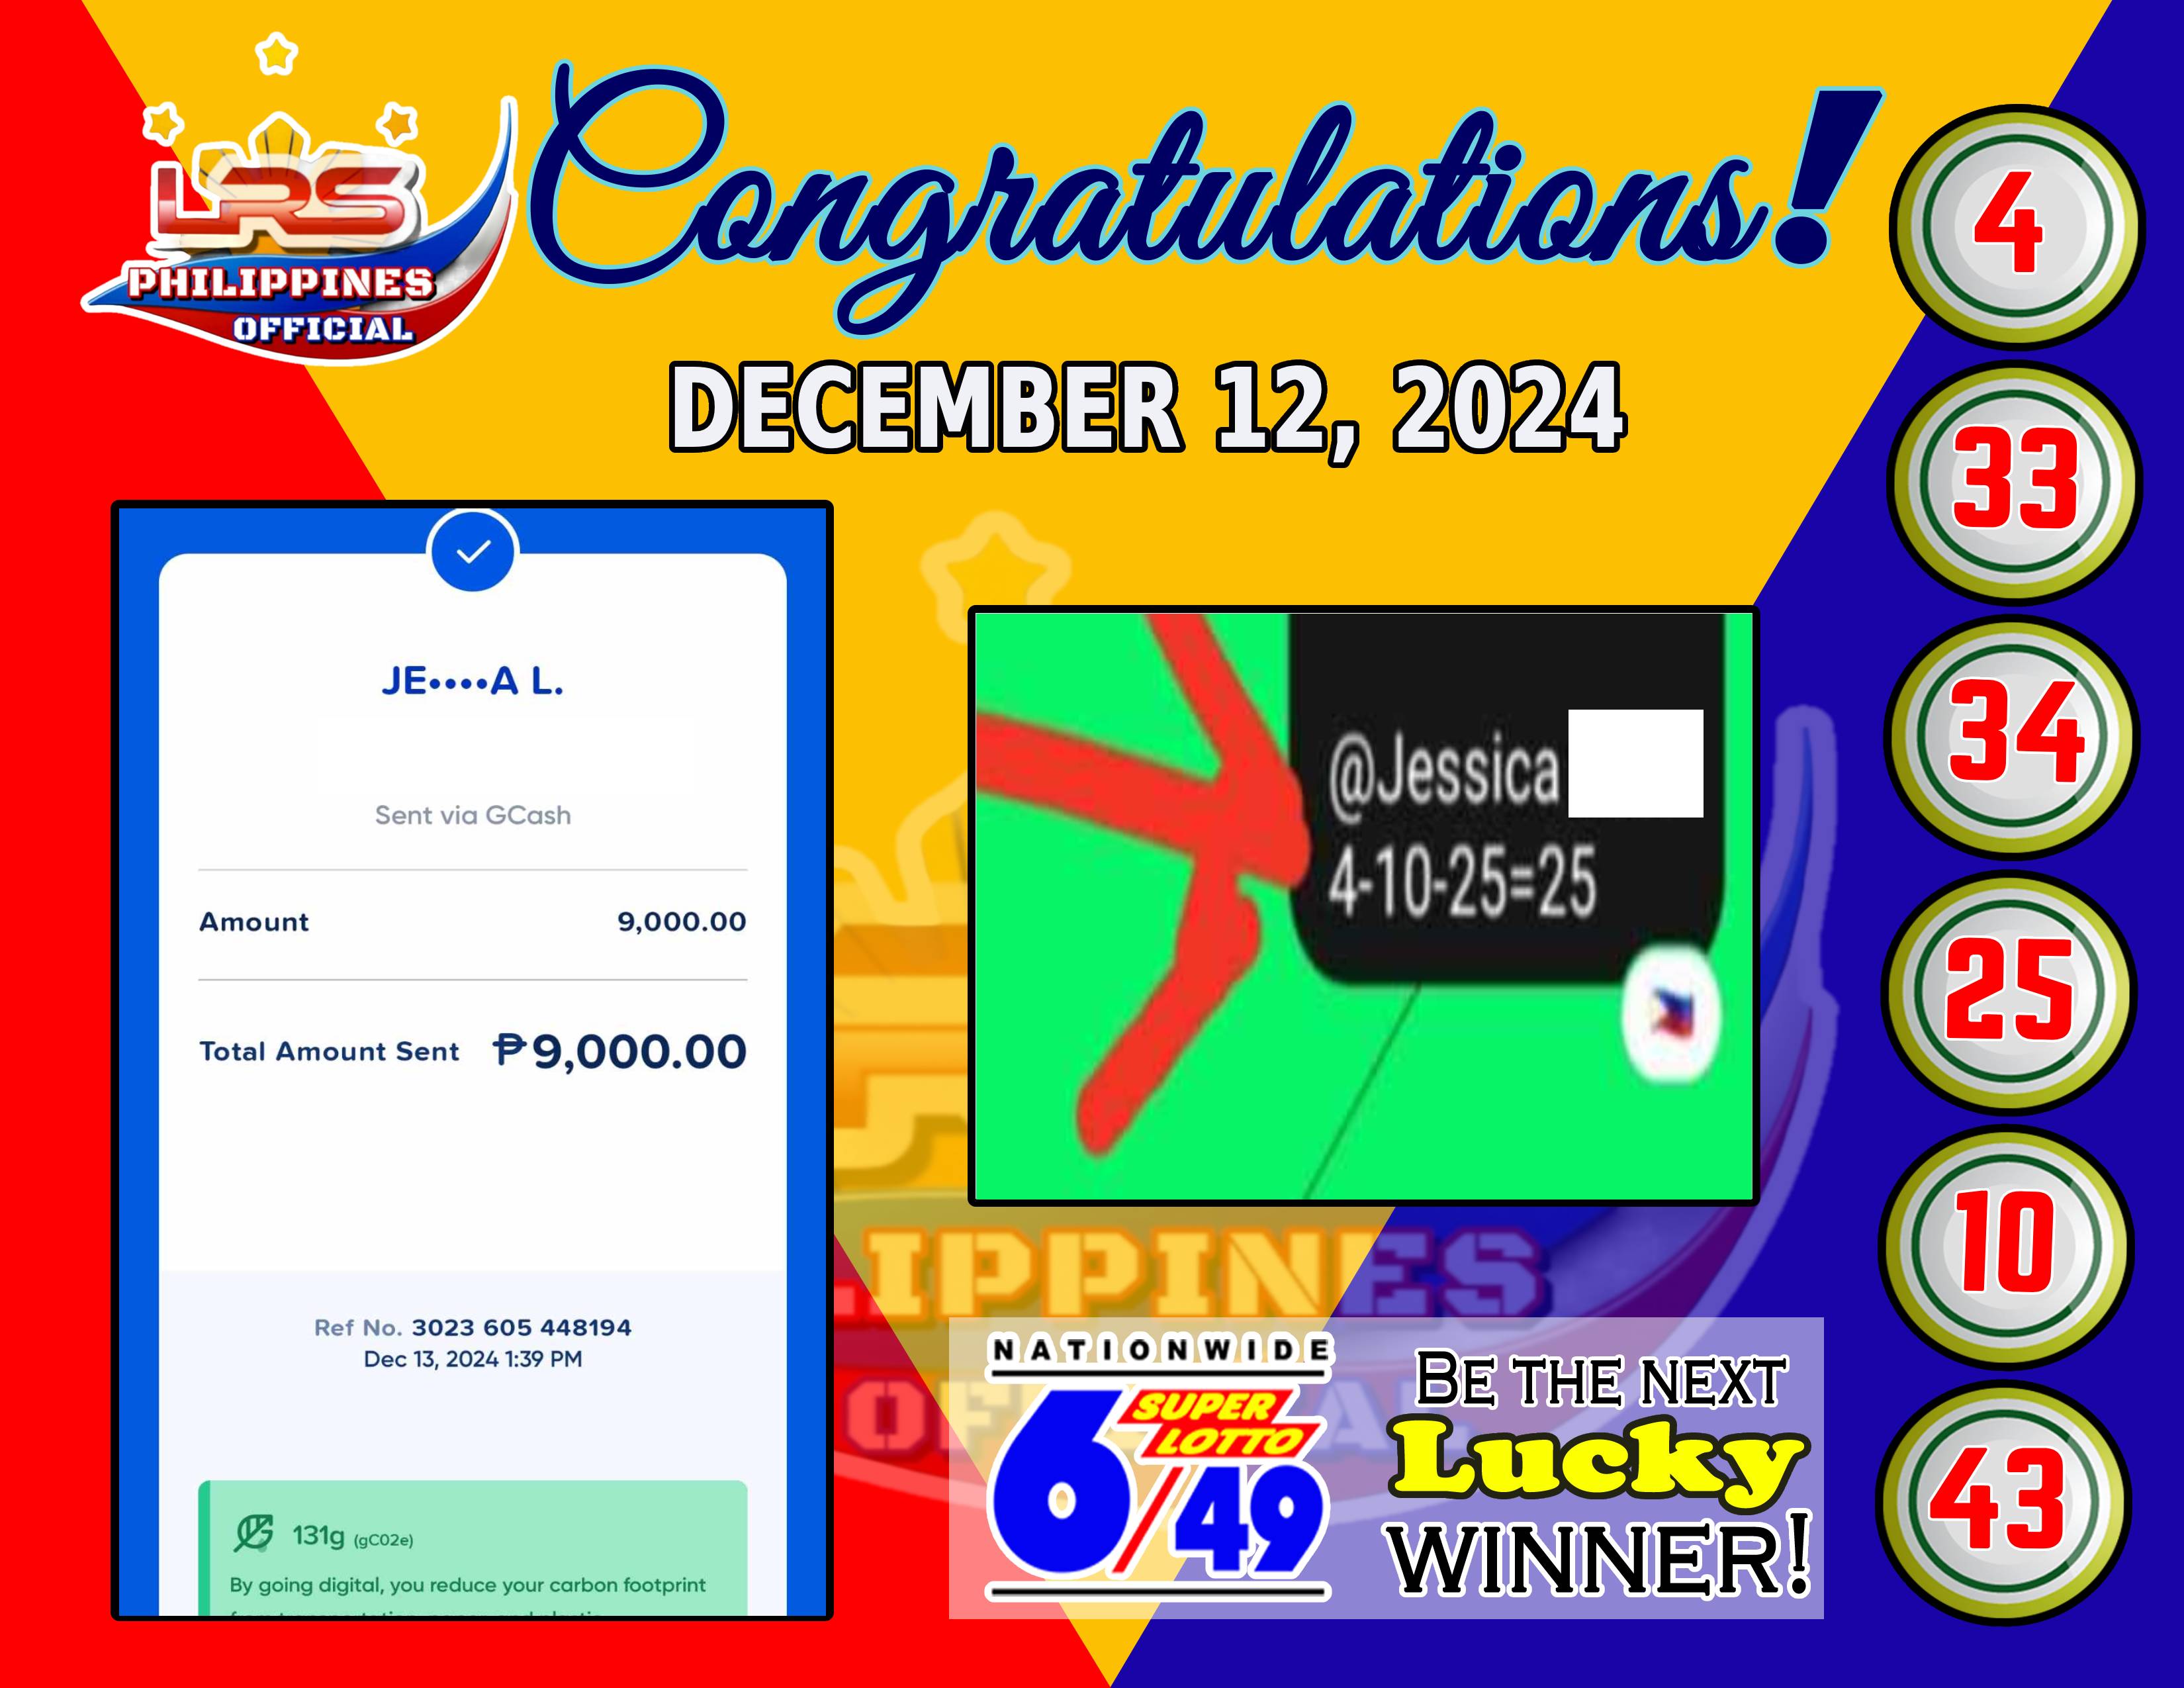 LRS
PHILIPPINES
OFFICIAL
Congratulations!
DECEMBER 12, 2024
JE••••A L.
Sent via GCash
Amount 9,000.00
Total Amount Sent ₱9,000.00
Ref No. 3023 605 448194
Dec 13, 2024 1:39 PM
131g (gCO2e)
By going digital, you reduce your carbon footprint
@Jessica
4-10-25=25
LIPPINES
NATIONWIDE
SUPER
LOTTO
6/49
BE THE NEXT
Lucky
WINNER!
4
33
34
25
10
43